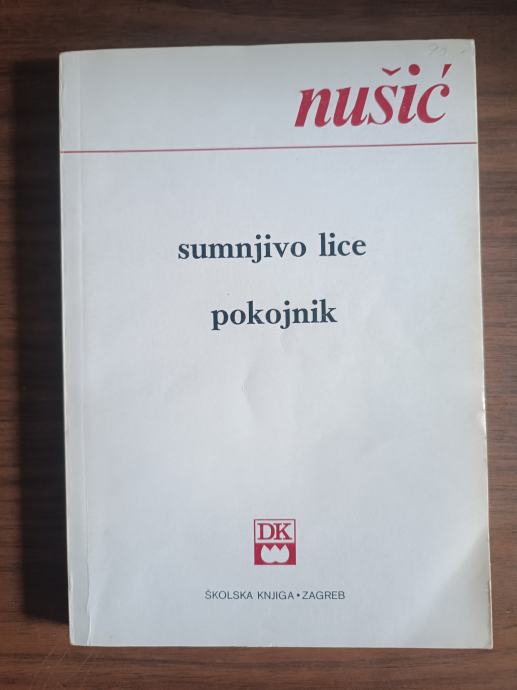 nušić
sumnjivo lice
pokojnik
DK
ŠKOLSKA KNJIGA • ZAGREB